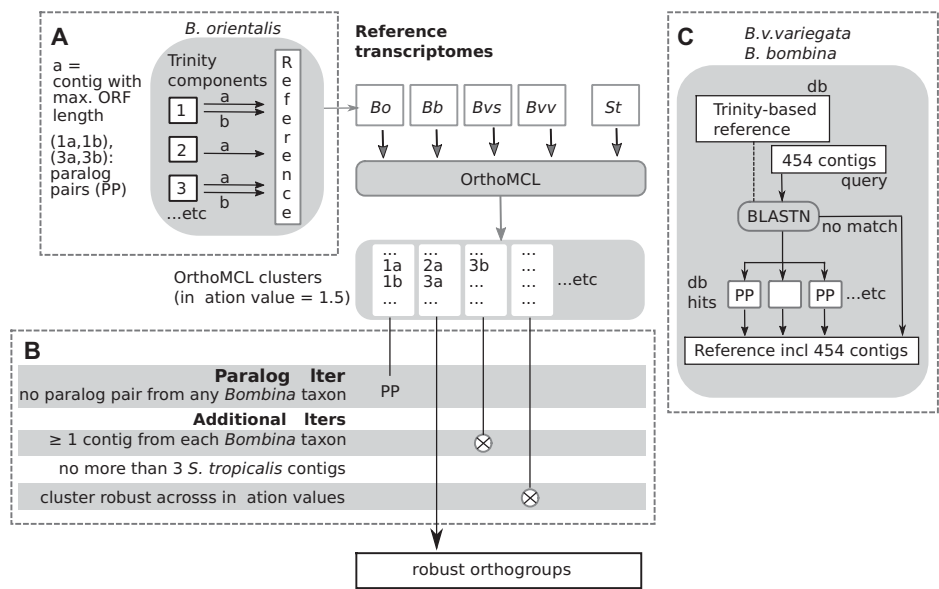 A
B. orientalis
a =
contig with
max. ORF
length
(1a,1b),
(3a,3b):
paralog
pairs (PP)
Trinity
components
1
a
b
2
a
3
a
b
...etc
Reference
Reference
transcriptomes
Bo Bb Bvs Bvv St
OrthoMCL
OrthoMCL clusters
(in ation value = 1.5)
... ... ... ...
1a 2a 3b ...
1b 3a ... ...
... ... ... ...
...etc
B
Paralog lter
no paralog pair from any Bombina taxon
PP
Additional lters
≥ 1 contig from each Bombina taxon
no more than 3 S. tropicalis contigs
cluster robust acrosss in ation values
robust orthogroups
C
B.v.variegata
B. bombina
db
Trinity-based
reference
454 contigs
query
BLASTN
no match
db
hits
PP PP ...etc
Reference incl 454 contigs